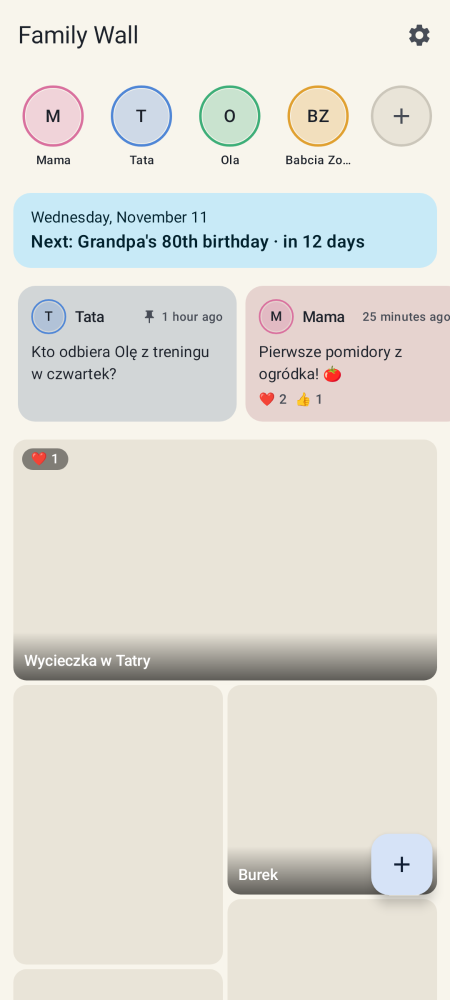 Family Wall
M
T
O
BZ
+
Mama
Tata
Ola
Babcia Zo…
Wednesday, November 11
Next: Grandpa's 80th birthday · in 12 days
T
Tata
1 hour ago
Kto odbiera Olę z treningu
w czwartek?
M
Mama
25 minutes ago
Pierwsze pomidory z
ogródka! 🍅
❤️ 2 👍 1
❤️ 1
Wycieczka w Tatry
Burek
+